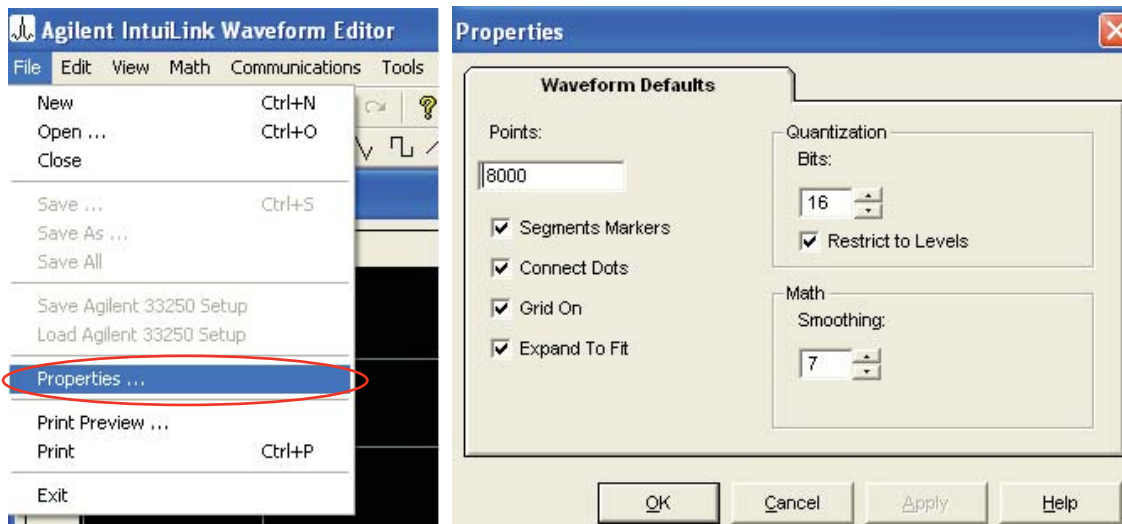 Agilent IntuiLink Waveform Editor
File Edit View Math Communications Tools
New Ctrl+N
Open ... Ctrl+O
Close
Save ... Ctrl+S
Save As ...
Save All
Save Agilent 33250 Setup
Load Agilent 33250 Setup
Properties ...
Print Preview ...
Print Ctrl+P
Exit
Properties
Waveform Defaults
Points:
8000
Segments Markers
Connect Dots
Grid On
Expand To Fit
Quantization
Bits:
16
Restrict to Levels
Math
Smoothing:
7
OK Cancel Apply Help